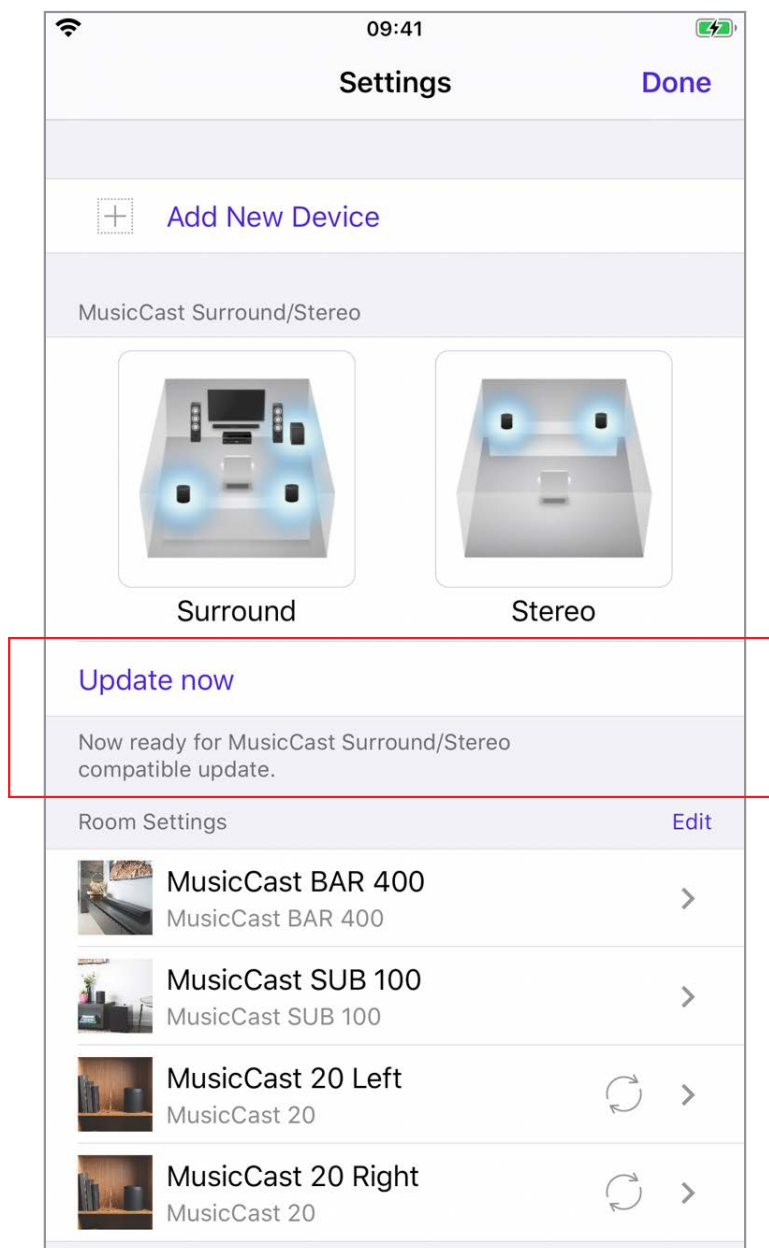 09:41
Settings
Done
Add New Device
MusicCast Surround/Stereo
Surround
Stereo
Update now
Now ready for MusicCast Surround/Stereo
compatible update.
Room Settings
Edit
MusicCast BAR 400
MusicCast BAR 400
MusicCast SUB 100
MusicCast SUB 100
MusicCast 20 Left
MusicCast 20
MusicCast 20 Right
MusicCast 20